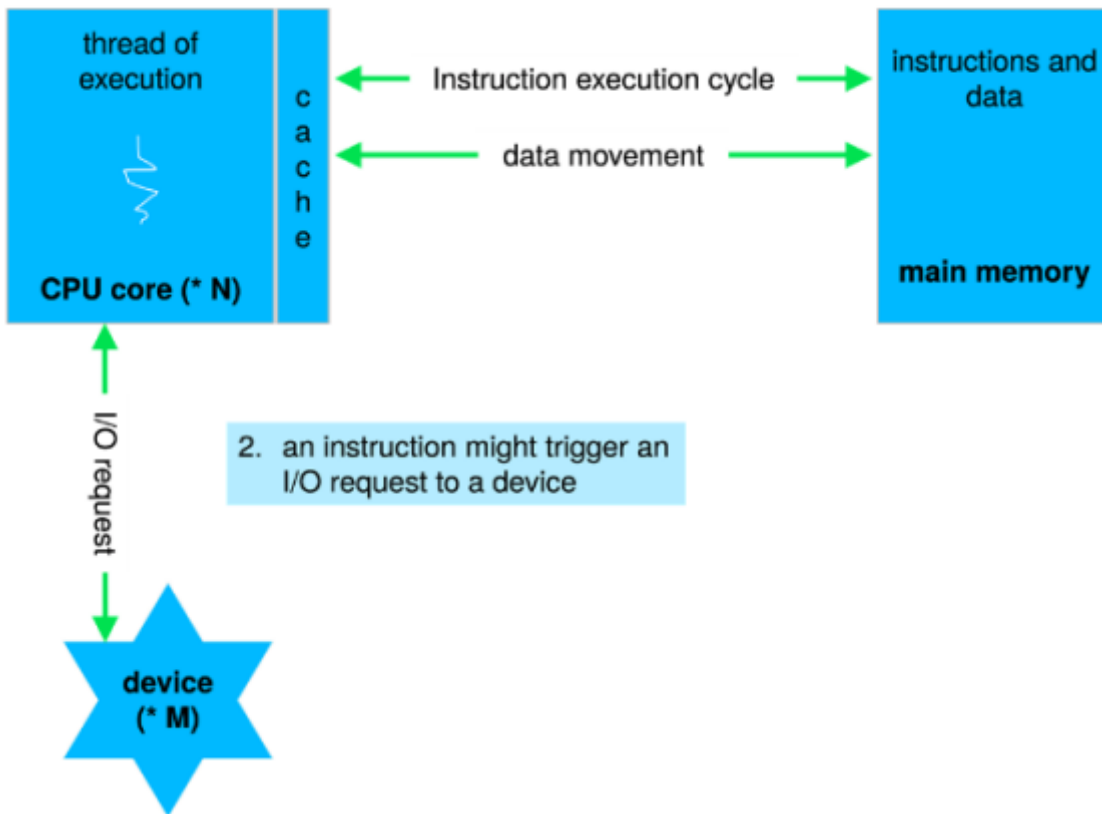 thread of
execution
c
a
c
h
e
CPU core (* N)
Instruction execution cycle
data movement
instructions and
data
main memory
I/O request
2. an instruction might trigger an
I/O request to a device
device
(* M)